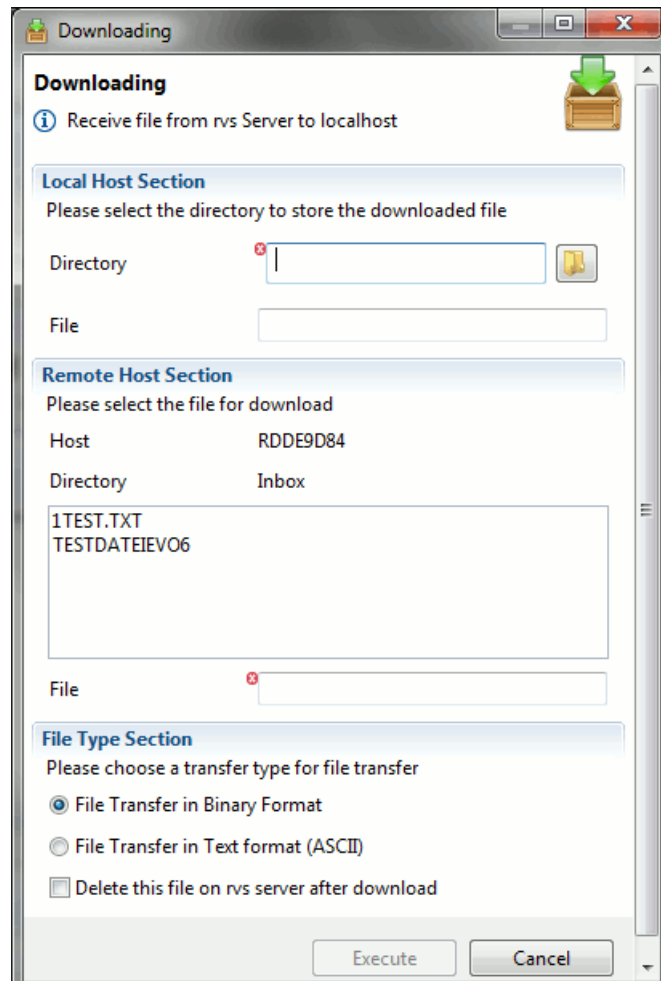 Downloading
Downloading
Receive file from rvs Server to localhost
Local Host Section
Please select the directory to store the downloaded file
Directory
File
Remote Host Section
Please select the file for download
Host RDDE9D84
Directory Inbox
1TEST.TXT
TESTDATEIEVO6
File
File Type Section
Please choose a transfer type for file transfer
File Transfer in Binary Format
File Transfer in Text format (ASCII)
Delete this file on rvs server after download
Execute Cancel